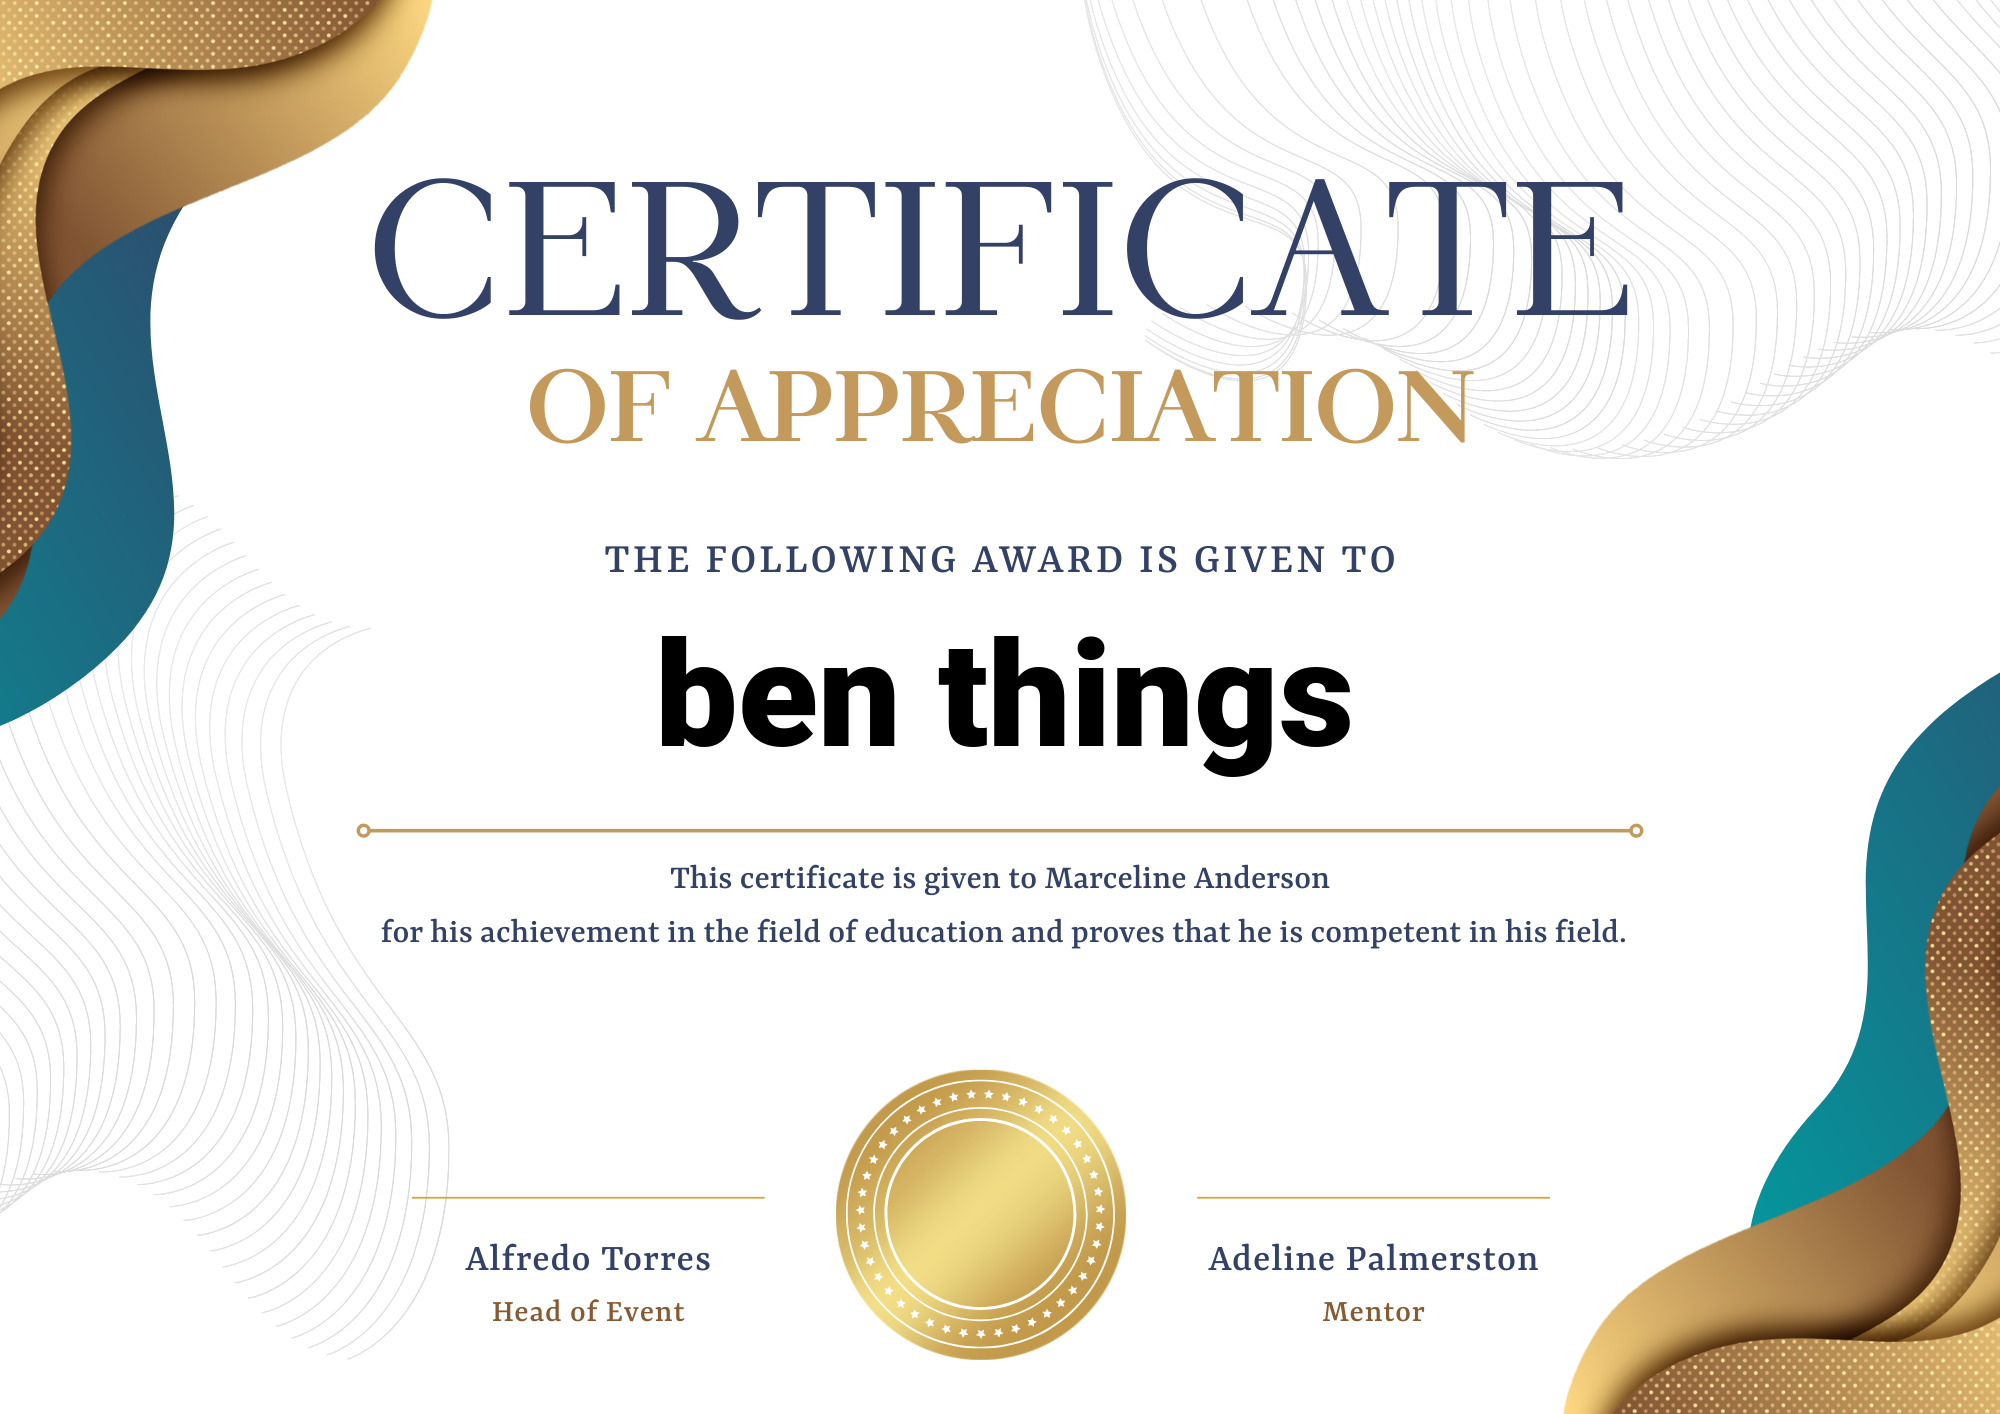 CERTIFICATE
OF APPRECIATION
THE FOLLOWING AWARD IS GIVEN TO
ben things
This certificate is given to Marceline Anderson
for his achievement in the field of education and proves that he is competent in his field.
Alfredo Torres
Head of Event
Adeline Palmerston
Mentor